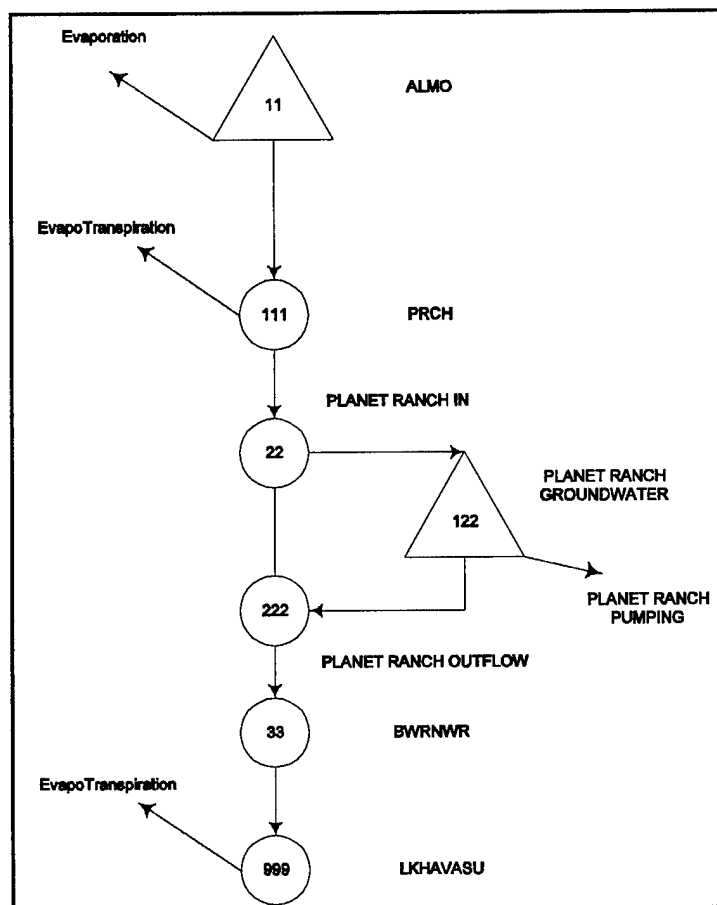 Evaporation
11
ALMO
EvapoTranspiration
111
PRCH
PLANET RANCH IN
22
PLANET RANCH
GROUNDWATER
122
222
PLANET RANCH
PUMPING
PLANET RANCH OUTFLOW
33
BWRNWR
EvapoTranspiration
999
LKHAVASU